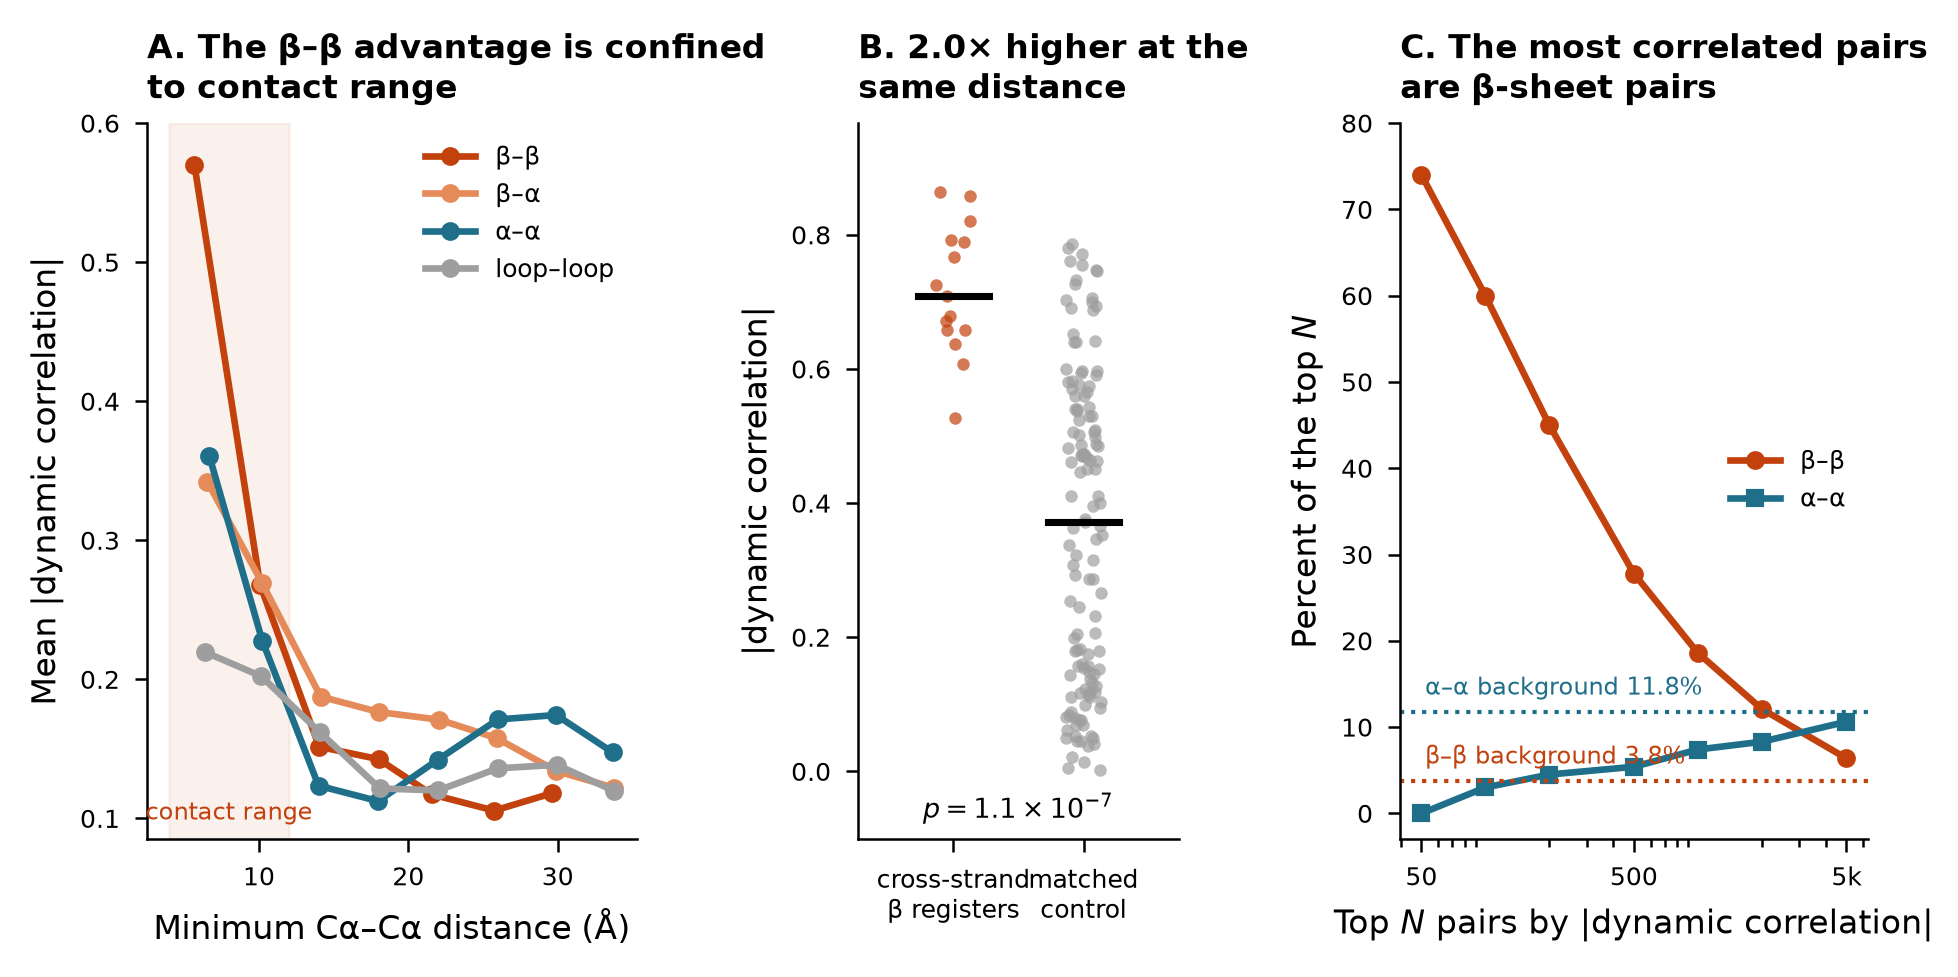 A. The β–β advantage is confined
to contact range
0.6
0.5
0.4
0.3
0.2
0.1
Mean |dynamic correlation|
β–β
β–α
α–α
loop–loop
contact range
10
20
30
Minimum Cα–Cα distance (Å)
B. 2.0× higher at the
same distance
0.8
0.6
0.4
0.2
0.0
|dynamic correlation|
p = 1.1 × 10⁻⁷
cross-strand
β registers
matched
control
C. The most correlated pairs
are β-sheet pairs
80
70
60
50
40
30
20
10
0
Percent of the top N
β–β
α–α
α–α background 11.8%
β–β background 3.8%
50
500
5k
Top N pairs by |dynamic correlation|